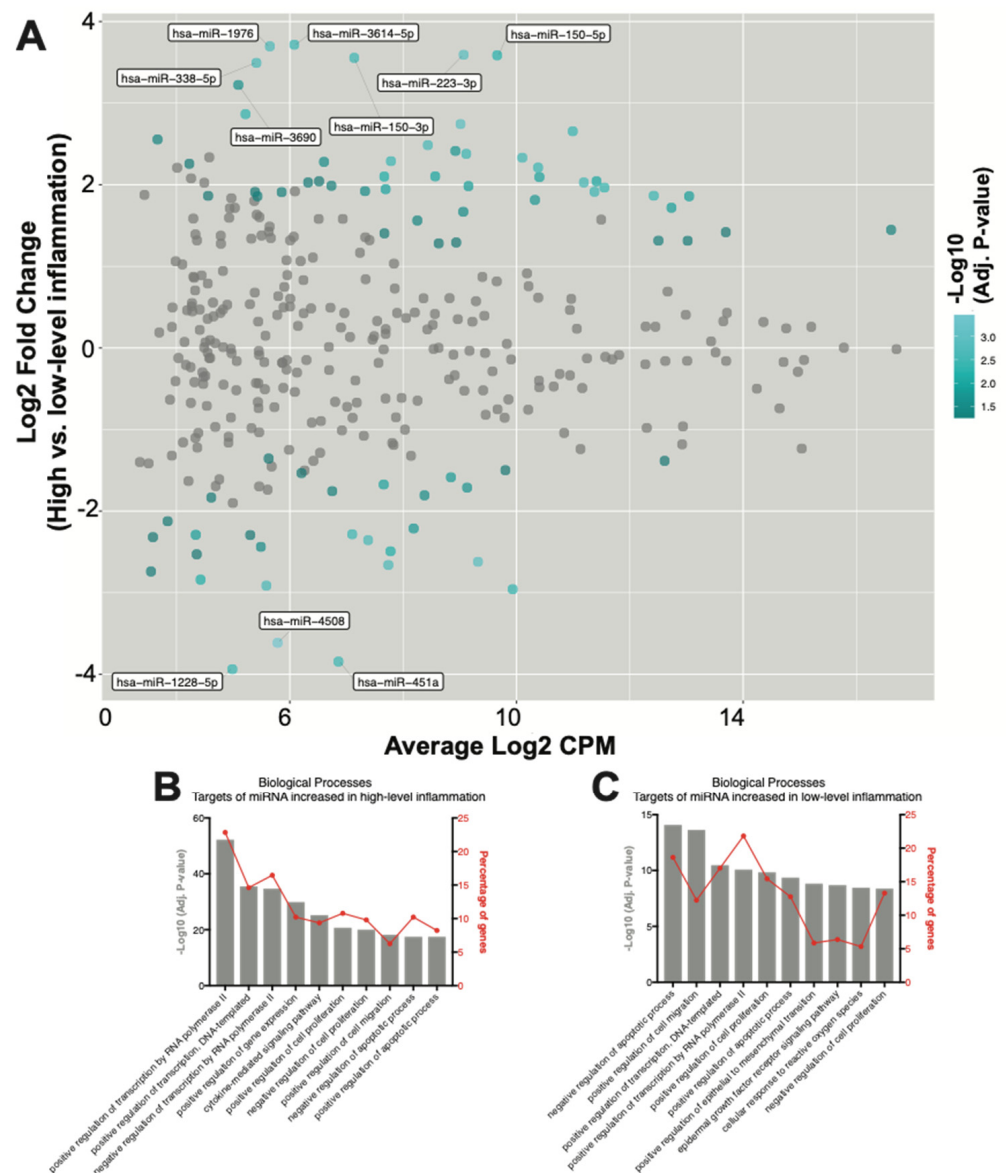 A
4
2
0
-2
-4
Log2 Fold Change
(High vs. low-level inflammation)
hsa-miR-1976
hsa-miR-3614-5p
hsa-miR-150-5p
hsa-miR-338-5p
hsa-miR-223-3p
hsa-miR-3690
hsa-miR-150-3p
hsa-miR-4508
hsa-miR-1228-5p
hsa-miR-451a
0
6
10
14
Average Log2 CPM
-Log10
(Adj. P-value)
3.0
2.5
2.0
1.5
B
Biological Processes
Targets of miRNA increased in high-level inflammation
60
40
20
0
-Log10 (Adj. P-value)
25
20
15
10
5
0
Percentage of genes
positive regulation of transcription by RNA polymerase II
positive regulation of transcription, DNA-templated
negative regulation of transcription by RNA polymerase II
positive regulation of gene expression
cytokine-mediated signaling pathway
positive regulation of cell proliferation
negative regulation of cell proliferation
positive regulation of cell migration
negative regulation of apoptotic process
positive regulation of apoptotic process
C
Biological Processes
Targets of miRNA increased in low-level inflammation
15
10
5
0
-Log10 (Adj. P-value)
25
20
15
10
5
0
Percentage of genes
negative regulation of apoptotic process
positive regulation of cell migration
positive regulation of transcription, DNA-templated
positive regulation of transcription by RNA polymerase II
positive regulation of cell proliferation
positive regulation of apoptotic process
positive regulation of epithelial to mesenchymal transition
epidermal growth factor receptor signaling pathway
cellular response to reactive oxygen species
negative regulation of cell proliferation